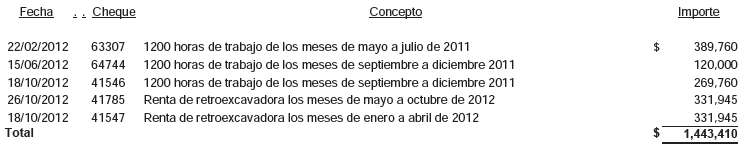 Fecha . . Cheque Concepto Importe
22/02/2012 63307 1200 horas de trabajo de los meses de mayo a julio de 2011 $ 389,760
15/06/2012 64744 1200 horas de trabajo de los meses de septiembre a diciembre 2011 120,000
18/10/2012 41546 1200 horas de trabajo de los meses de septiembre a diciembre 2011 269,760
26/10/2012 41785 Renta de retroexcavadora los meses de mayo a octubre de 2012 331,945
18/10/2012 41547 Renta de retroexcavadora los meses de enero a abril de 2012 331,945
Total $ 1,443,410